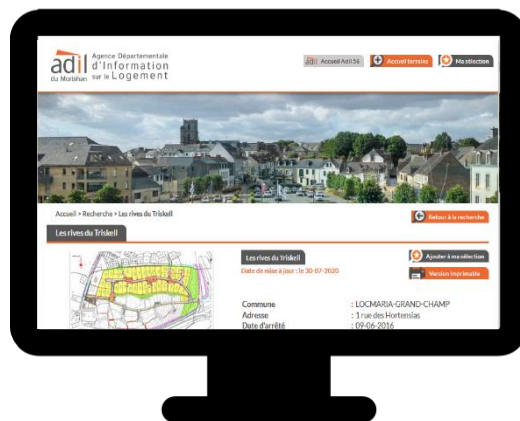 adil
du Morbihan
Agence Départementale
d'Information
sur le Logement
Accueil Adil 56
Accueil terrains
Ma sélection
Accueil > Recherche > Les rives du Triskell
Retour à la recherche
Les rives du Triskell
Les rives du Triskell
Ajouter à ma sélection
Date de mise à jour : le 30-07-2020
Version imprimable
Commune : LOCMARIA-GRAND-CHAMP
Adresse : 1 rue des Hortensias
Date d'arrêté : 09-06-2016